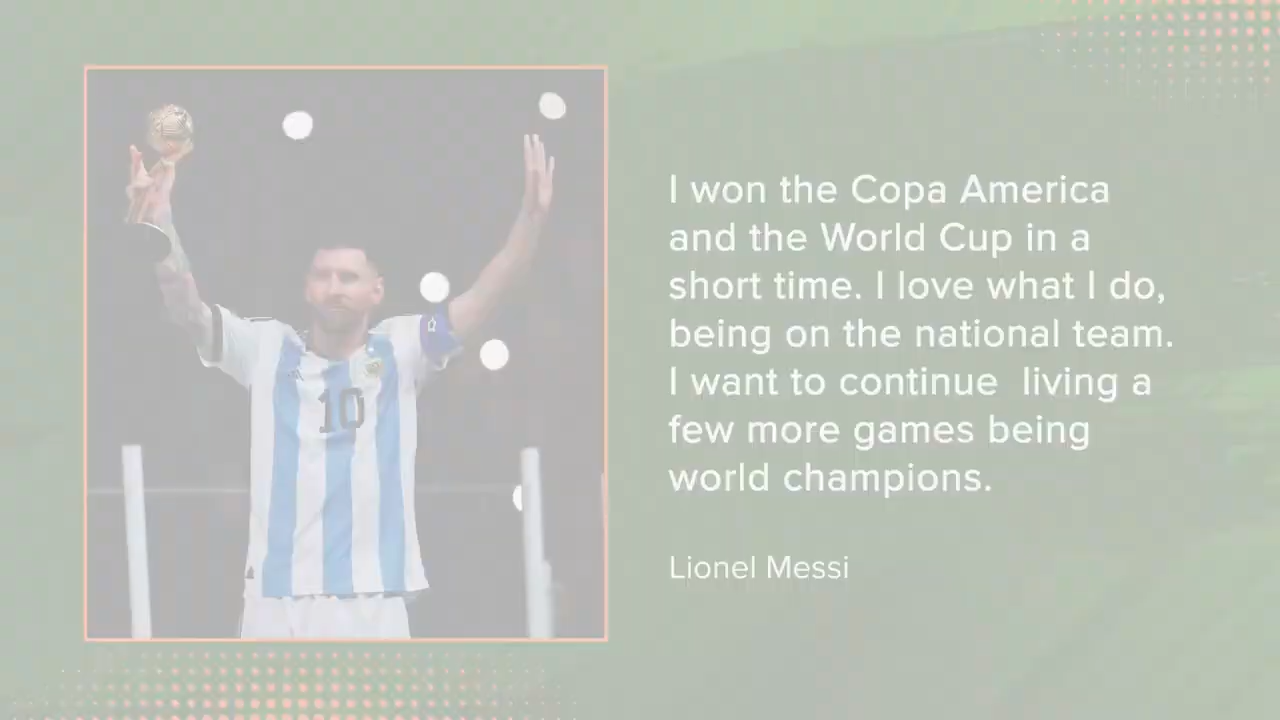 10
I won the Copa America
and the World Cup in a
short time. I love what I do,
being on the national team.
I want to continue  living a
few more games being
world champions.
Lionel Messi